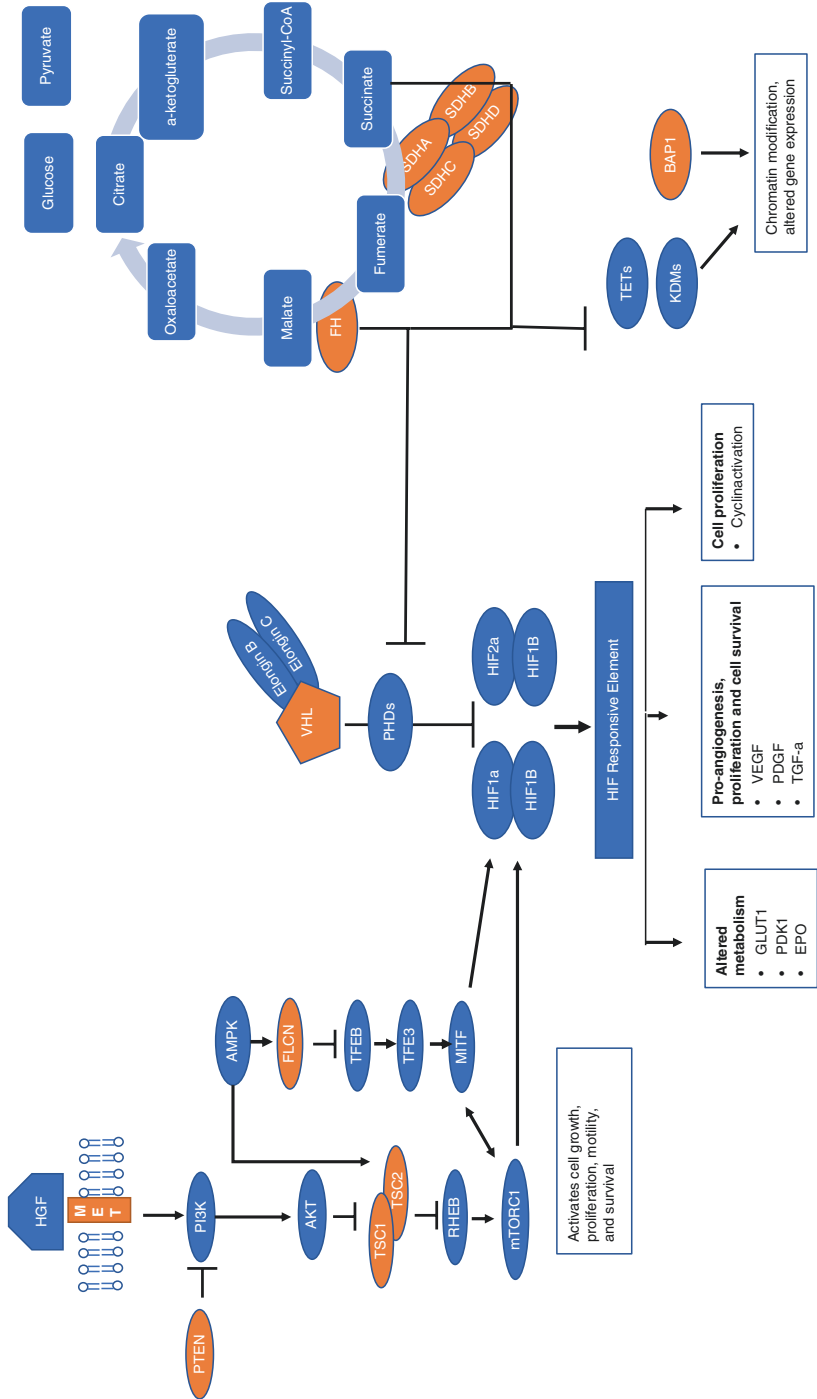 HGF
M
E
T
PTEN
PI3K
AKT
TSC1
TSC2
RHEB
mTORC1
Activates cell growth,
proliferation, motility,
and survival
AMPK
FLCN
TFEB
TFE3
MITF
VHL
Elongin B
Elongin C
PHDs
HIF1a
HIF1B
HIF2a
HIF1B
HIF Responsive Element
Altered
metabolism
• GLUT1
• PDK1
• EPO
Pro-angiogenesis,
proliferation and cell survival
• VEGF
• PDGF
• TGF-a
Cell proliferation
• Cyclinactivation
Glucose
Pyruvate
Citrate
a-ketogluterate
Succinyl-CoA
Succinate
Fumerate
Malate
Oxaloacetate
FH
SDHA
SDHB
SDHC
SDHD
TETs
KDMs
BAP1
Chromatin modification,
altered gene expression